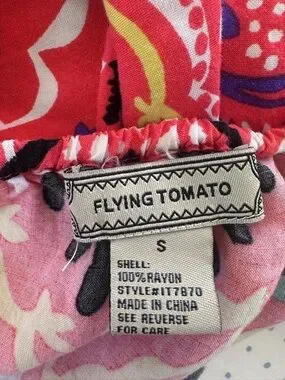 FLYING TOMATO
S
SHELL:
100%RAYON
STYLE#IT7870
MADE IN CHINA
SEE REVERSE
FOR CARE